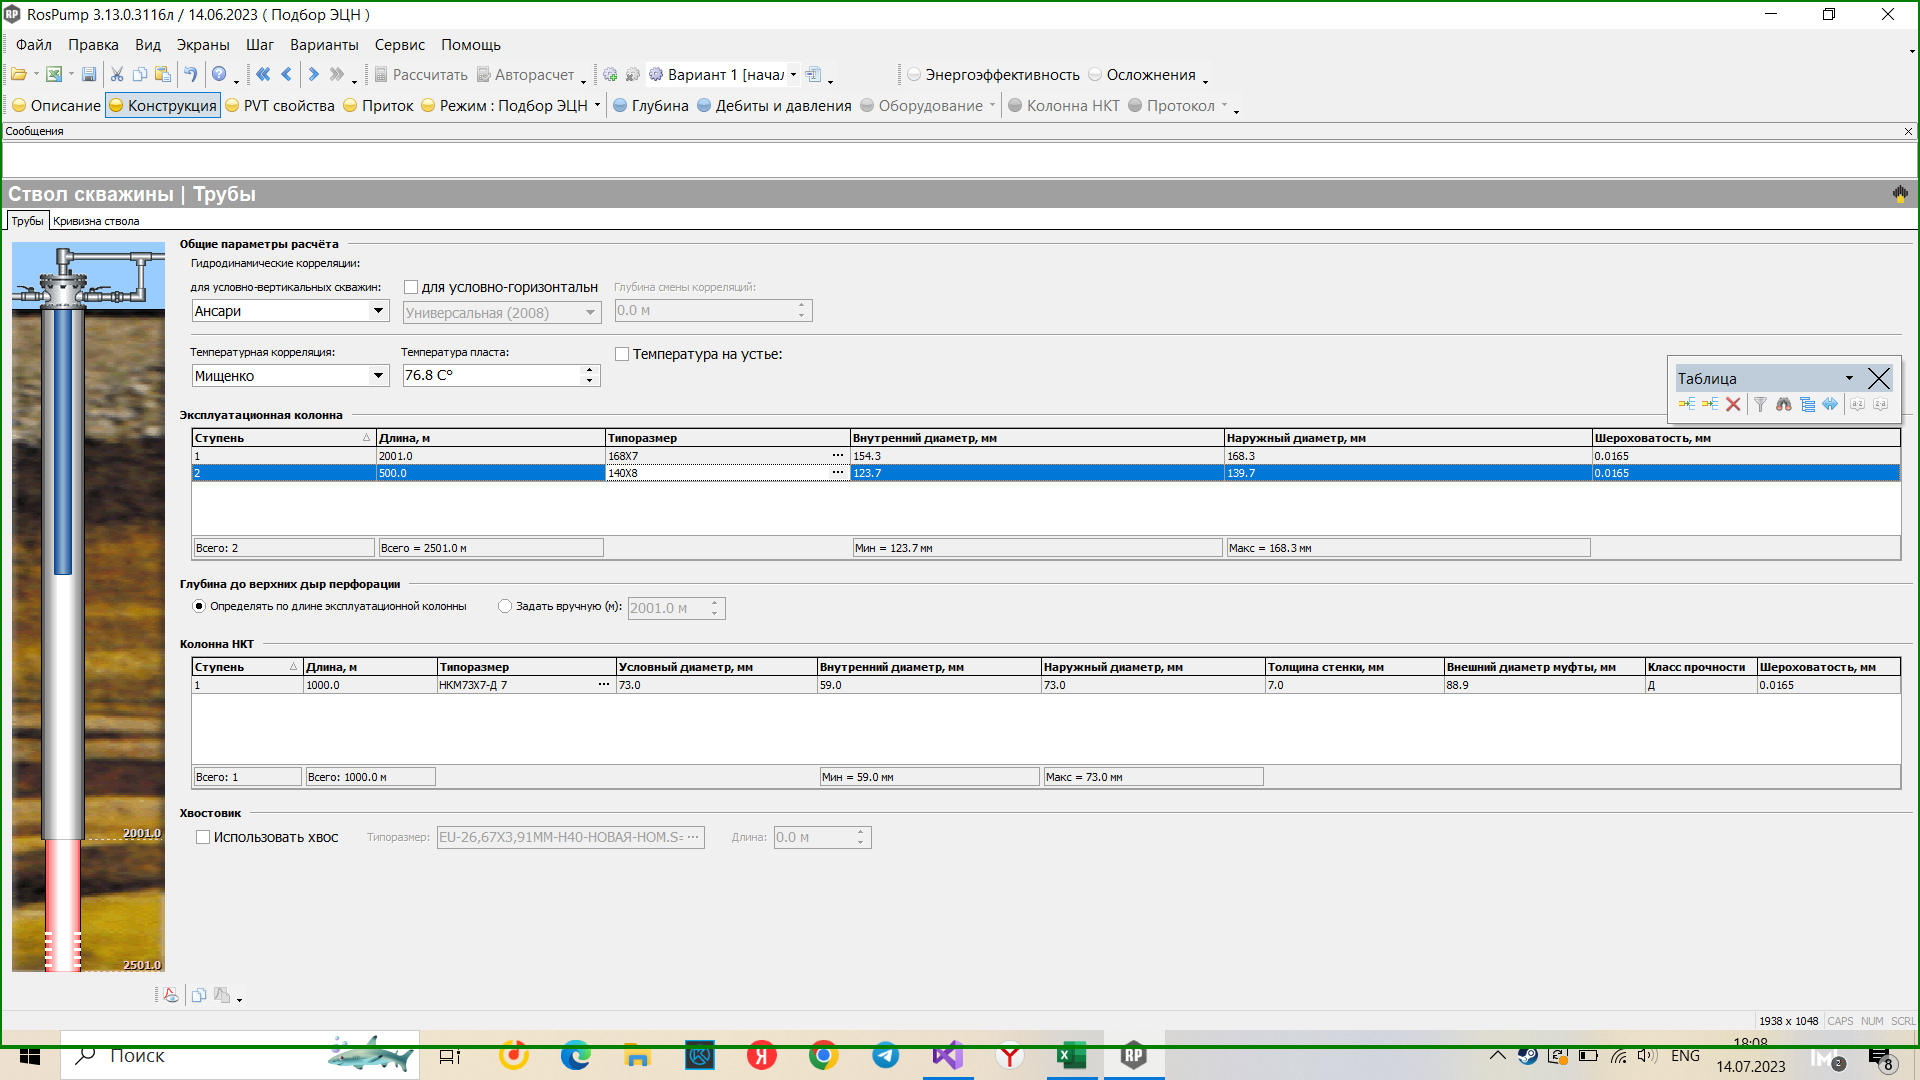 RosPump 3.13.0.3116л / 14.06.2023 ( Подбор ЭЦН )
Файл Правка Вид Экраны Шаг Варианты Сервис Помощь
Рассчитать Авторасчет Вариант 1 [начал Энергоэффективность Осложнения
Описание Конструкция PVT свойства Приток Режим : Подбор ЭЦН Глубина Дебиты и давления Оборудование Колонна НКТ Протокол
Сообщения
Ствол скважины | Трубы
Трубы Кривизна ствола
Общие параметры расчёта
Гидродинамические корреляции:
для условно-вертикальных скважин: для условно-горизонтальн Глубина смены корреляций:
Ансари Универсальная (2008) 0.0 м
Температурная корреляция: Температура пласта: Температура на устье:
Мищенко 76.8 C°
Таблица
Эксплуатационная колонна
Ступень Длина, м Типоразмер Внутренний диаметр, мм Наружный диаметр, мм Шероховатость, мм
1 2001.0 168X7 ... 154.3 168.3 0.0165
2 500.0 140X8 ... 123.7 139.7 0.0165
Всего: 2 Всего = 2501.0 м Мин = 123.7 мм Макс = 168.3 мм
Глубина до верхних дыр перфорации
Определять по длине эксплуатационной колонны Задать вручную (м): 2001.0 м
Колонна НКТ
Ступень Длина, м Типоразмер Условный диаметр, мм Внутренний диаметр, мм Наружный диаметр, мм Толщина стенки, мм Внешний диаметр муфты, мм Класс прочности Шероховатость, мм
1 1000.0 НКМ73X7-Д 7 ... 73.0 59.0 73.0 7.0 88.9 Д 0.0165
Всего: 1 Всего: 1000.0 м Мин = 59.0 мм Макс = 73.0 мм
Хвостовик
Использовать хвос Типоразмер: EU-26,67X3,91ММ-H40-НОВАЯ-НОМ.S= ... Длина: 0.0 м
2001.0
2501.0
1938 x 1048 CAPS NUM SCRL
Поиск
ENG
18:08
14.07.2023
2
8